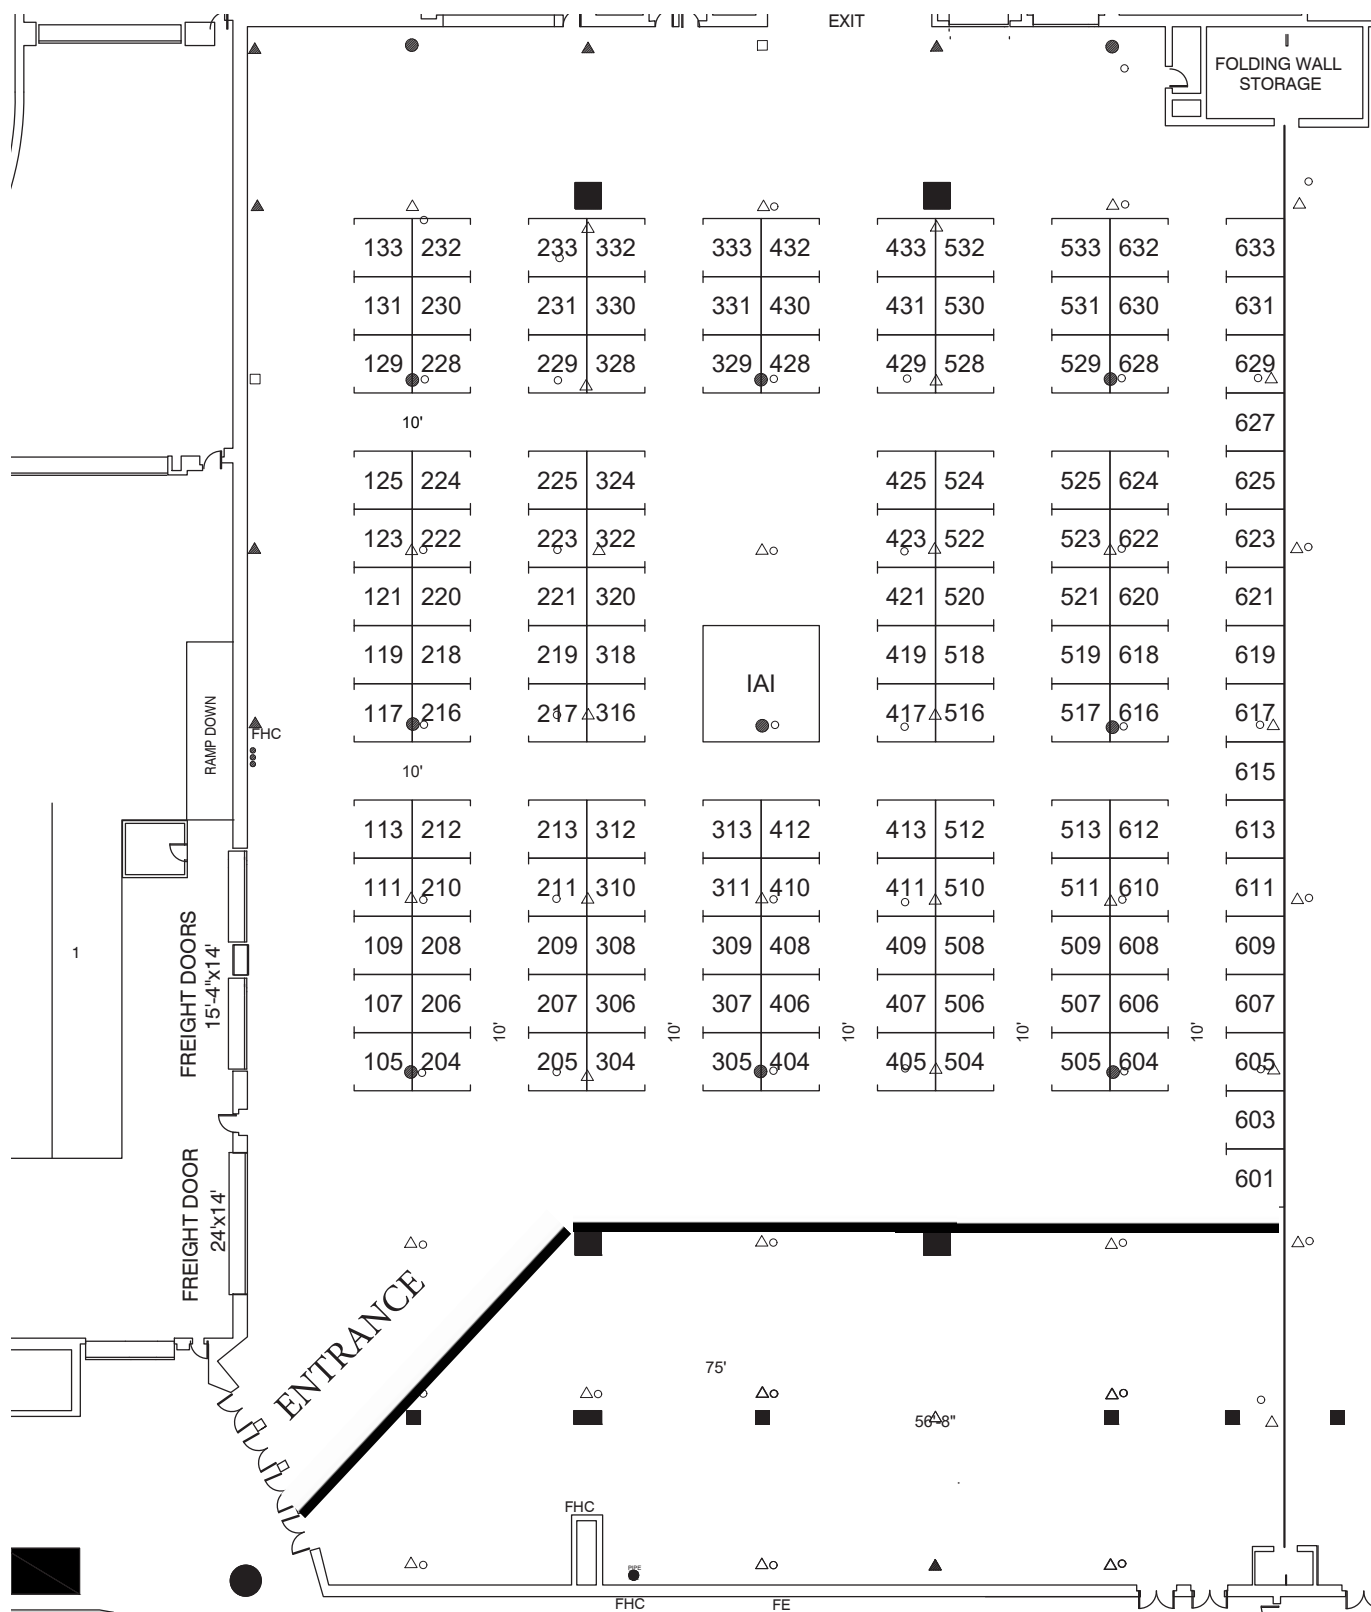 EXIT
FOLDING WALL
STORAGE
133 232 233 332 333 432 433 532 533 632 633
131 230 231 330 331 430 431 530 531 630 631
129 228 229 328 329 428 429 528 529 628 629
10' 627
125 224 225 324 425 524 525 624 625
123 222 223 322 423 522 523 622 623
121 220 221 320 421 520 521 620 621
119 218 219 318 419 518 519 618 619
IAI
117 216 217 316 417 516 517 616 617
RAMP DOWN
FHC
10' 615
113 212 213 312 313 412 413 512 513 612 613
111 210 211 310 311 410 411 510 511 610 611
109 208 209 308 309 408 409 508 509 608 609
1
FREIGHT DOORS
15'-4"x14'
107 206 207 306 307 406 407 506 507 606 607
10' 10' 10' 10' 10'
105 204 205 304 305 404 405 504 505 604 605
603
601
FREIGHT DOOR
24'x14'
ENTRANCE
75'
56'-8"
FHC
PIPE
FHC FE